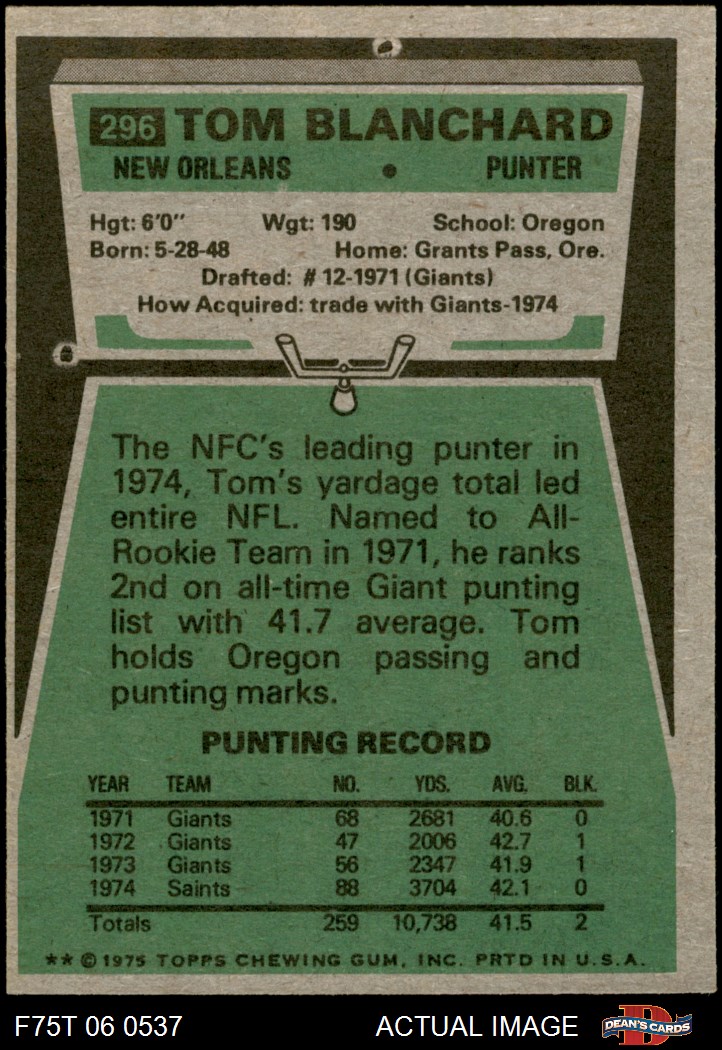 296 TOM BLANCHARD
NEW ORLEANS • PUNTER
Hgt: 6'0" Wgt: 190 School: Oregon
Born: 5-28-48 Home: Grants Pass, Ore.
Drafted: #12-1971 (Giants)
How Acquired: trade with Giants-1974
The NFC's leading punter in
1974, Tom's yardage total led
entire NFL. Named to All-
Rookie Team in 1971, he ranks
2nd on all-time Giant punting
list with 41.7 average. Tom
holds Oregon passing and
punting marks.
PUNTING RECORD
YEAR TEAM NO. YDS. AVG. BLK.
1971 Giants 68 2681 40.6 0
1972 Giants 47 2006 42.7 1
1973 Giants 56 2347 41.9 1
1974 Saints 88 3704 42.1 0
Totals 259 10,738 41.5 2
**©1975 TOPPS CHEWING GUM, INC. PRTD IN U.S.A.
F75T 06 0537 ACTUAL IMAGE D DEAN'S CARDS